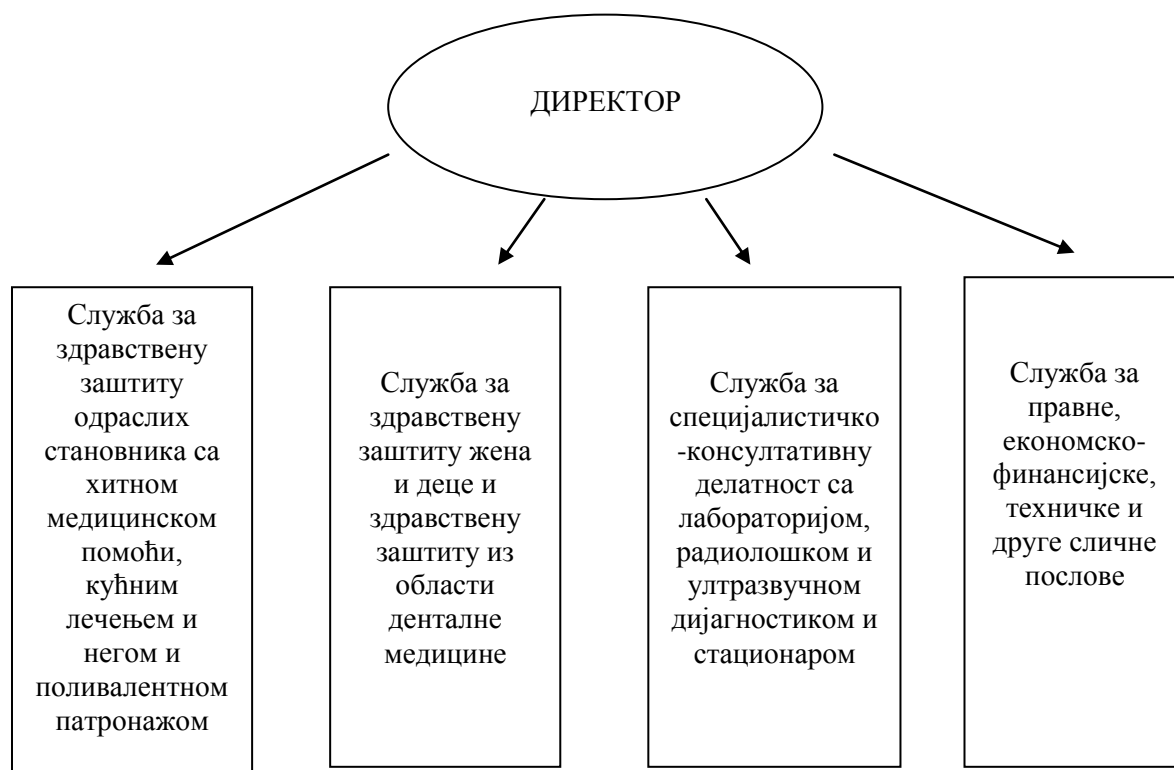 ДИРЕКТОР
Служба за
здравствену
заштиту
одраслих
становника са
хитном
медицинском
помоћи,
кућним
лечењем и
негом и
поливалентном
патронажом
Служба за
здравствену
заштиту жена
и деце и
здравствену
заштиту из
области
денталне
медицине
Служба за
специјалистичко
-консултативну
делатност са
лабораторијом,
радиолошком и
ултразвучном
дијагностиком и
стационаром
Служба за
правне,
економско-
финансијске,
техничке и
друге сличне
послове